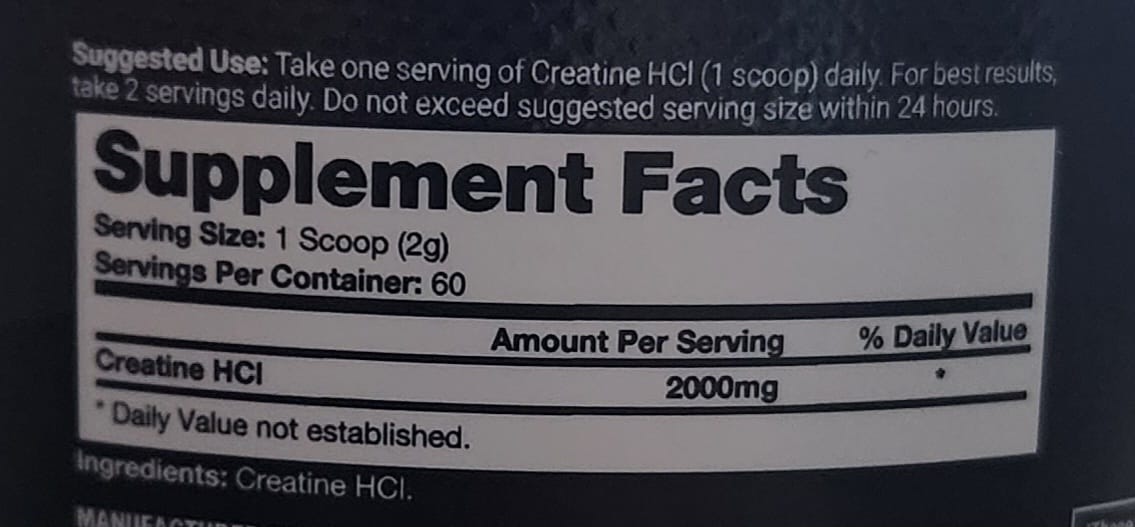 Suggested Use: Take one serving of Creatine HCl (1 scoop) daily. For best results,
take 2 servings daily. Do not exceed suggested serving size within 24 hours.
Supplement Facts
Serving Size: 1 Scoop (2g)
Servings Per Container: 60
Amount Per Serving % Daily Value
Creatine HCl 2000mg *
* Daily Value not established.
Ingredients: Creatine HCl.